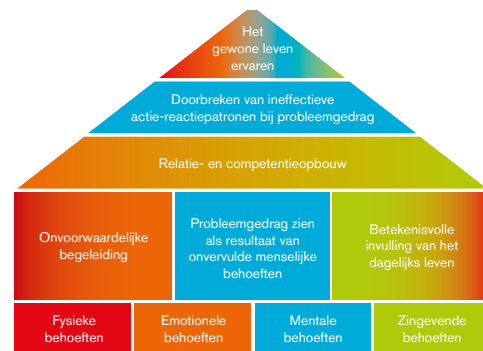 Het
gewone leven
ervaren
Doorbreken van ineffectieve
actie-reactiepatronen bij probleemgedrag
Relatie- en competentieopbouw
Onvoorwaardelijke
begeleiding
Probleemgedrag zien
als resultaat van
onvervulde menselijke
behoeften
Betekenisvolle
invulling van het
dagelijks leven
Fysieke
behoeften
Emotionele
behoeften
Mentale
behoeften
Zingevende
behoeften